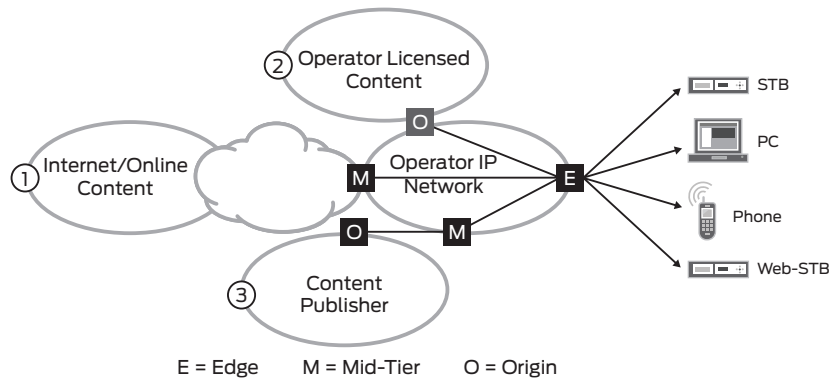 2
Operator Licensed
Content
O
STB
PC
1
Internet/Online
Content
M
Operator IP
Network
E
Phone
O
M
Web-STB
3
Content
Publisher
E = Edge M = Mid-Tier O = Origin